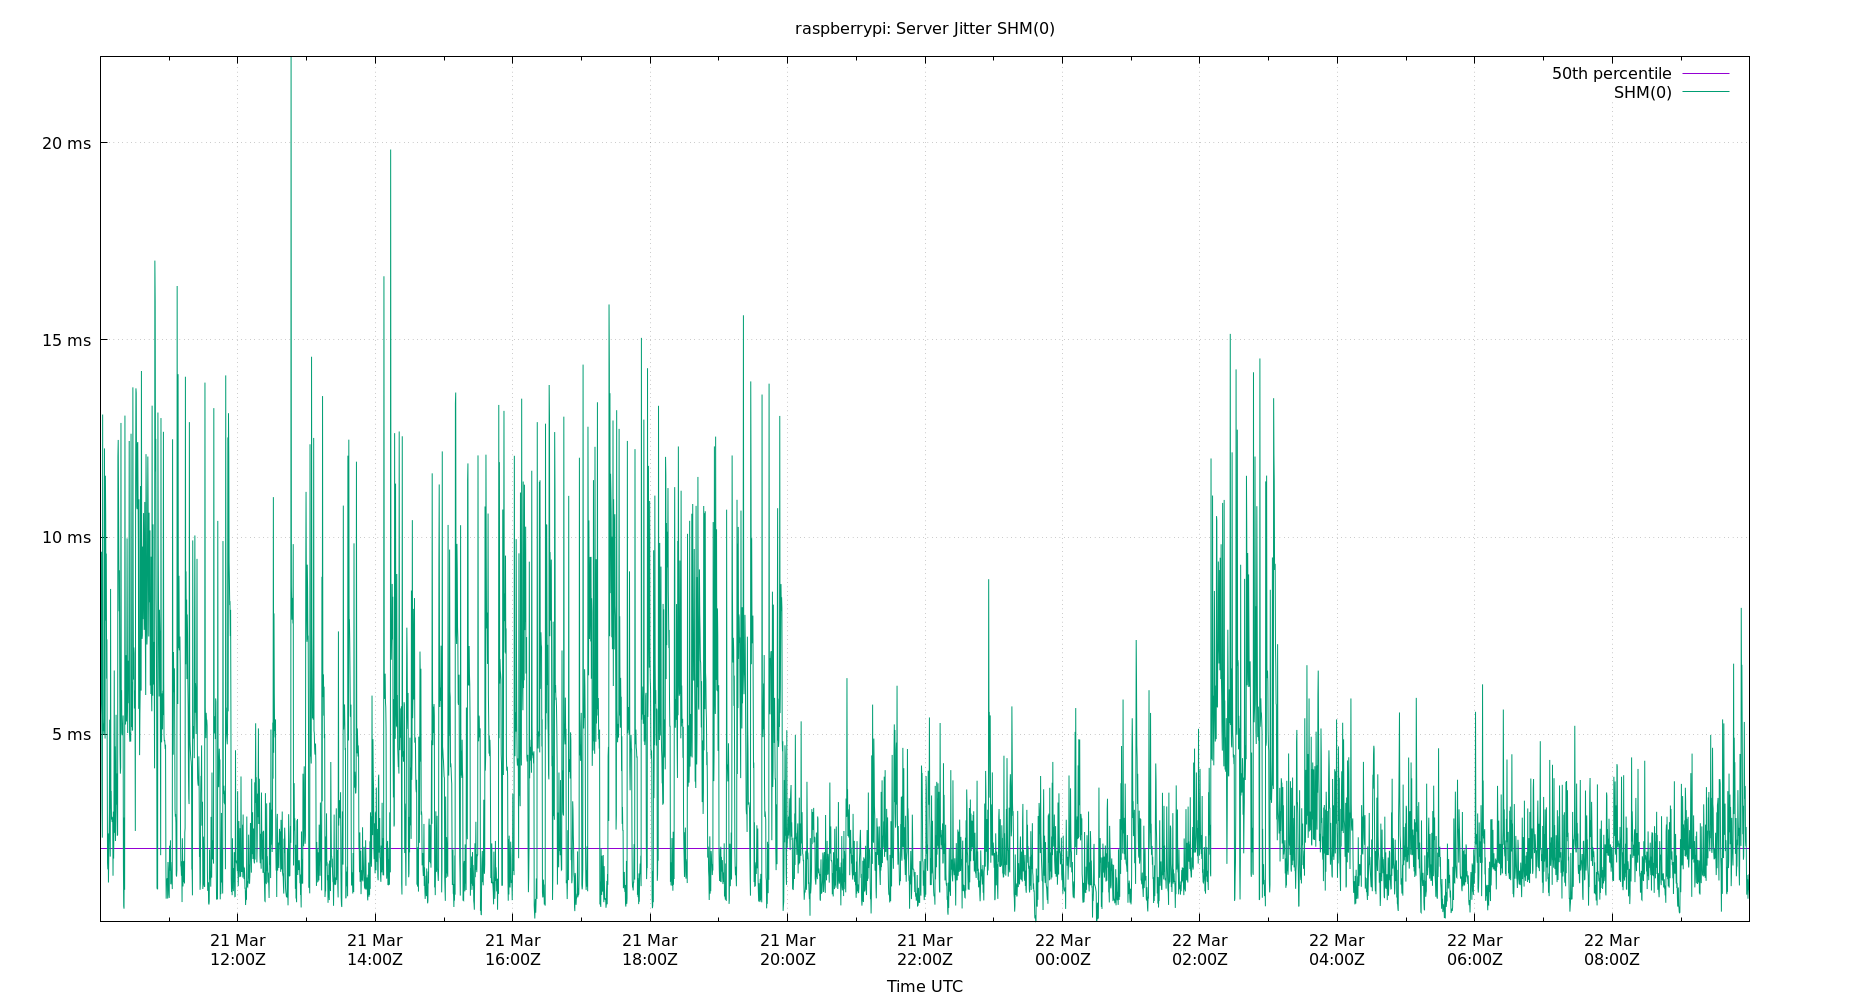 raspberrypi: Server Jitter SHM(0)
50th percentile
SHM(0)
20 ms
15 ms
10 ms
5 ms
21 Mar 21 Mar 21 Mar 21 Mar 21 Mar 21 Mar 22 Mar 22 Mar 22 Mar 22 Mar 22 Mar
12:00Z 14:00Z 16:00Z 18:00Z 20:00Z 22:00Z 00:00Z 02:00Z 04:00Z 06:00Z 08:00Z
Time UTC